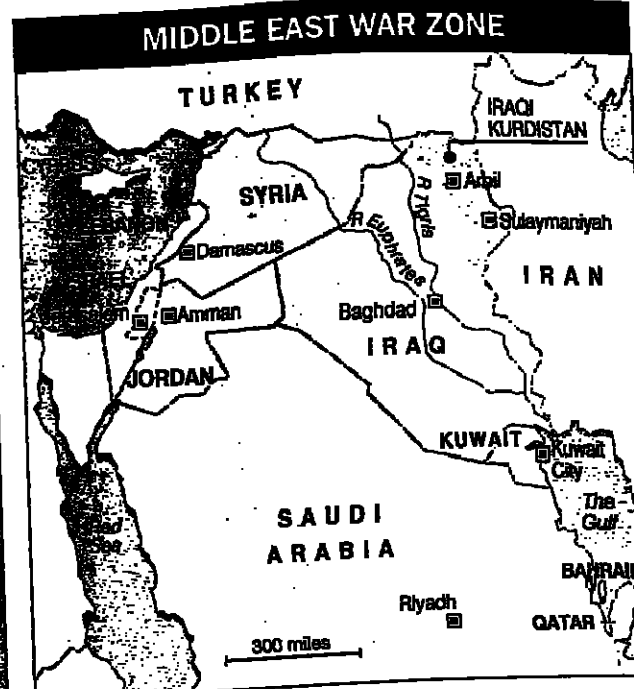 MIDDLE EAST WAR ZONE
TURKEY
IRAQI
KURDISTAN
Arbil
SYRIA
R Tigris
Sulaymaniyah
R Euphrates
Damascus
IRAN
Baghdad
Amman
IRAQ
JORDAN
KUWAIT
Kuwait
City
The
Gulf
SAUDI
ARABIA
BAHRAIN
Riyadh
QATAR
300 miles